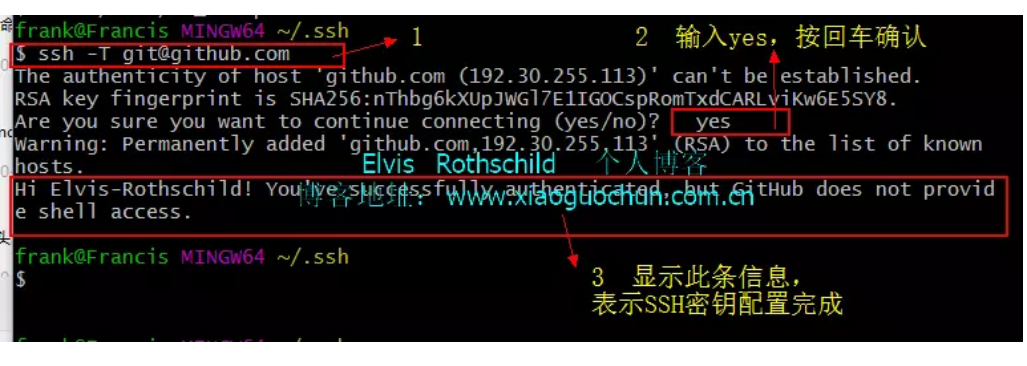 frank@Francis MINGW64 ~/.ssh
$ ssh -T git@github.com
1
2 输入yes，按回车确认
The authenticity of host 'github.com (192.30.255.113)' can't be established.
RSA key fingerprint is SHA256:nThbg6kXUpJWGl7E1IGOCspRomTxdCARLviKw6E5SY8.
Are you sure you want to continue connecting (yes/no)? yes
Warning: Permanently added 'github.com,192.30.255.113' (RSA) to the list of known
hosts.
Elvis Rothschild 个人博客
Hi Elvis-Rothschild! You've successfully authenticated, but GitHub does not provid
博客地址：www.xiaoguochun.com.cn
e shell access.
frank@Francis MINGW64 ~/.ssh
$
3 显示此条信息，
表示SSH密钥配置完成